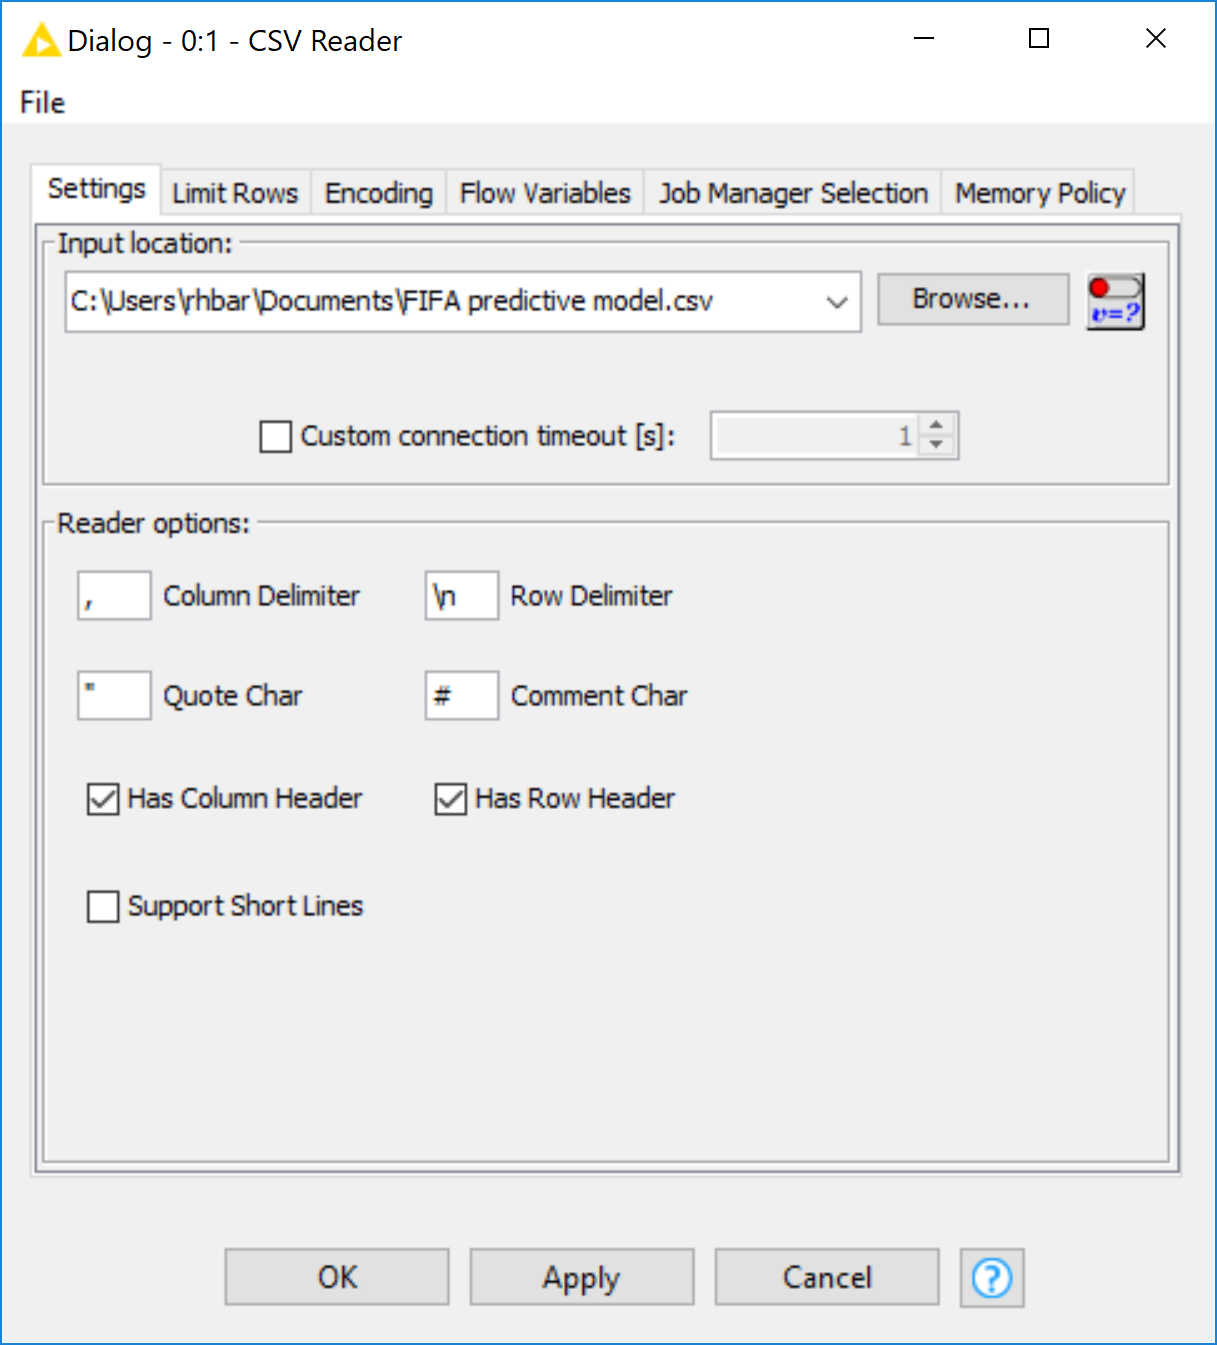 Dialog - 0:1 - CSV Reader
File
Settings Limit Rows Encoding Flow Variables Job Manager Selection Memory Policy
Input location:
C:\Users\rhbar\Documents\FIFA predictive model.csv Browse... v=?
Custom connection timeout [s]: 1
Reader options:
, Column Delimiter \n Row Delimiter
" Quote Char # Comment Char
Has Column Header Has Row Header
Support Short Lines
OK Apply Cancel ?